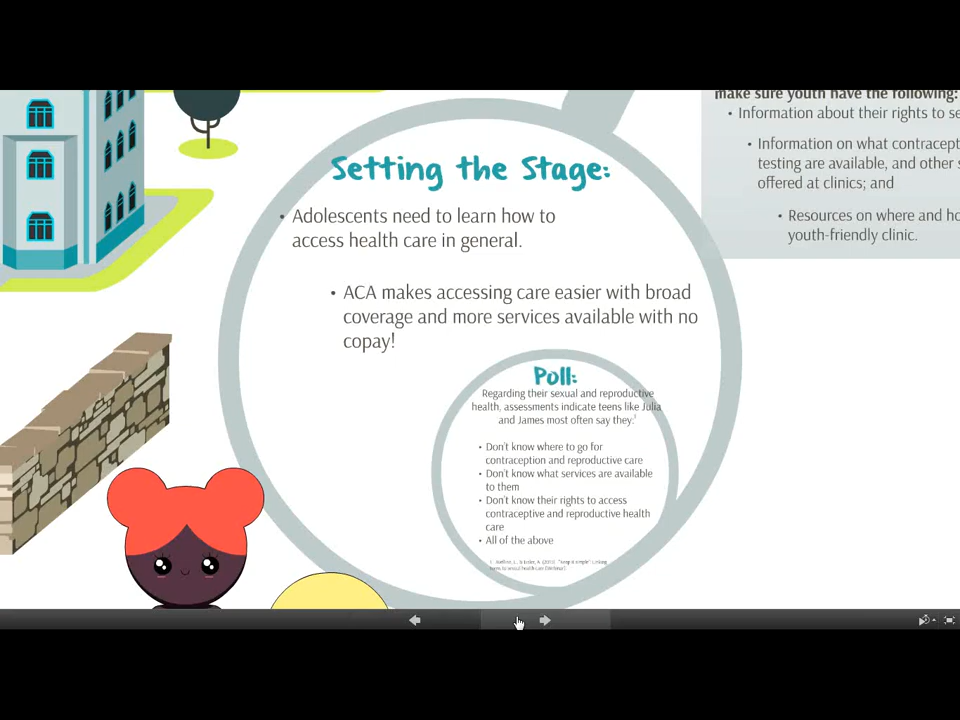 Setting the Stage:
• Adolescents need to learn how to
access health care in general.
• ACA makes accessing care easier with broad
coverage and more services available with no
copay!
Poll:
Regarding their sexual and reproductive
health, assessments indicate teens like Julia
and James most often say they:
• Don't know where to go for
contraception and reproductive care
• Don't know what services are available
to them
• Don't know their rights to access
contraceptive and reproductive health
care
• All of the above
make sure youth have the following:
• Information about their rights to
• Information on what
testing are available, and other
offered at clinics; and
• Resources on where and
youth-friendly clinic.